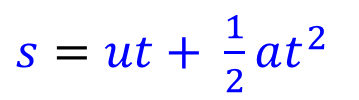 s = ut + ½at²